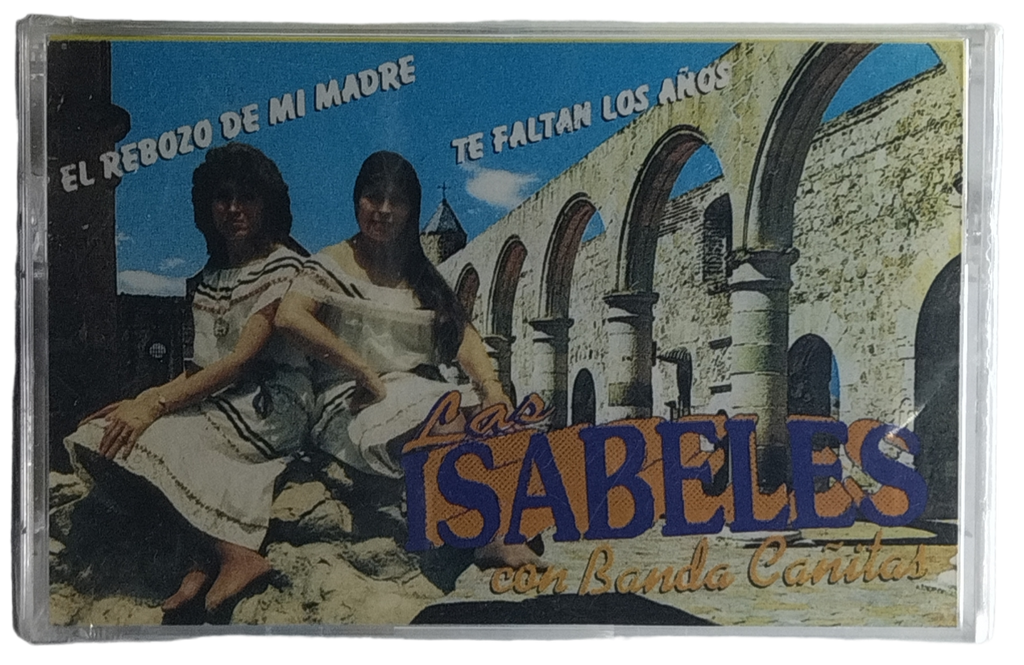 EL REBOZO DE MI MADRE
TE FALTAN LOS AÑOS
Las
ISABELES
con Banda Cañitas